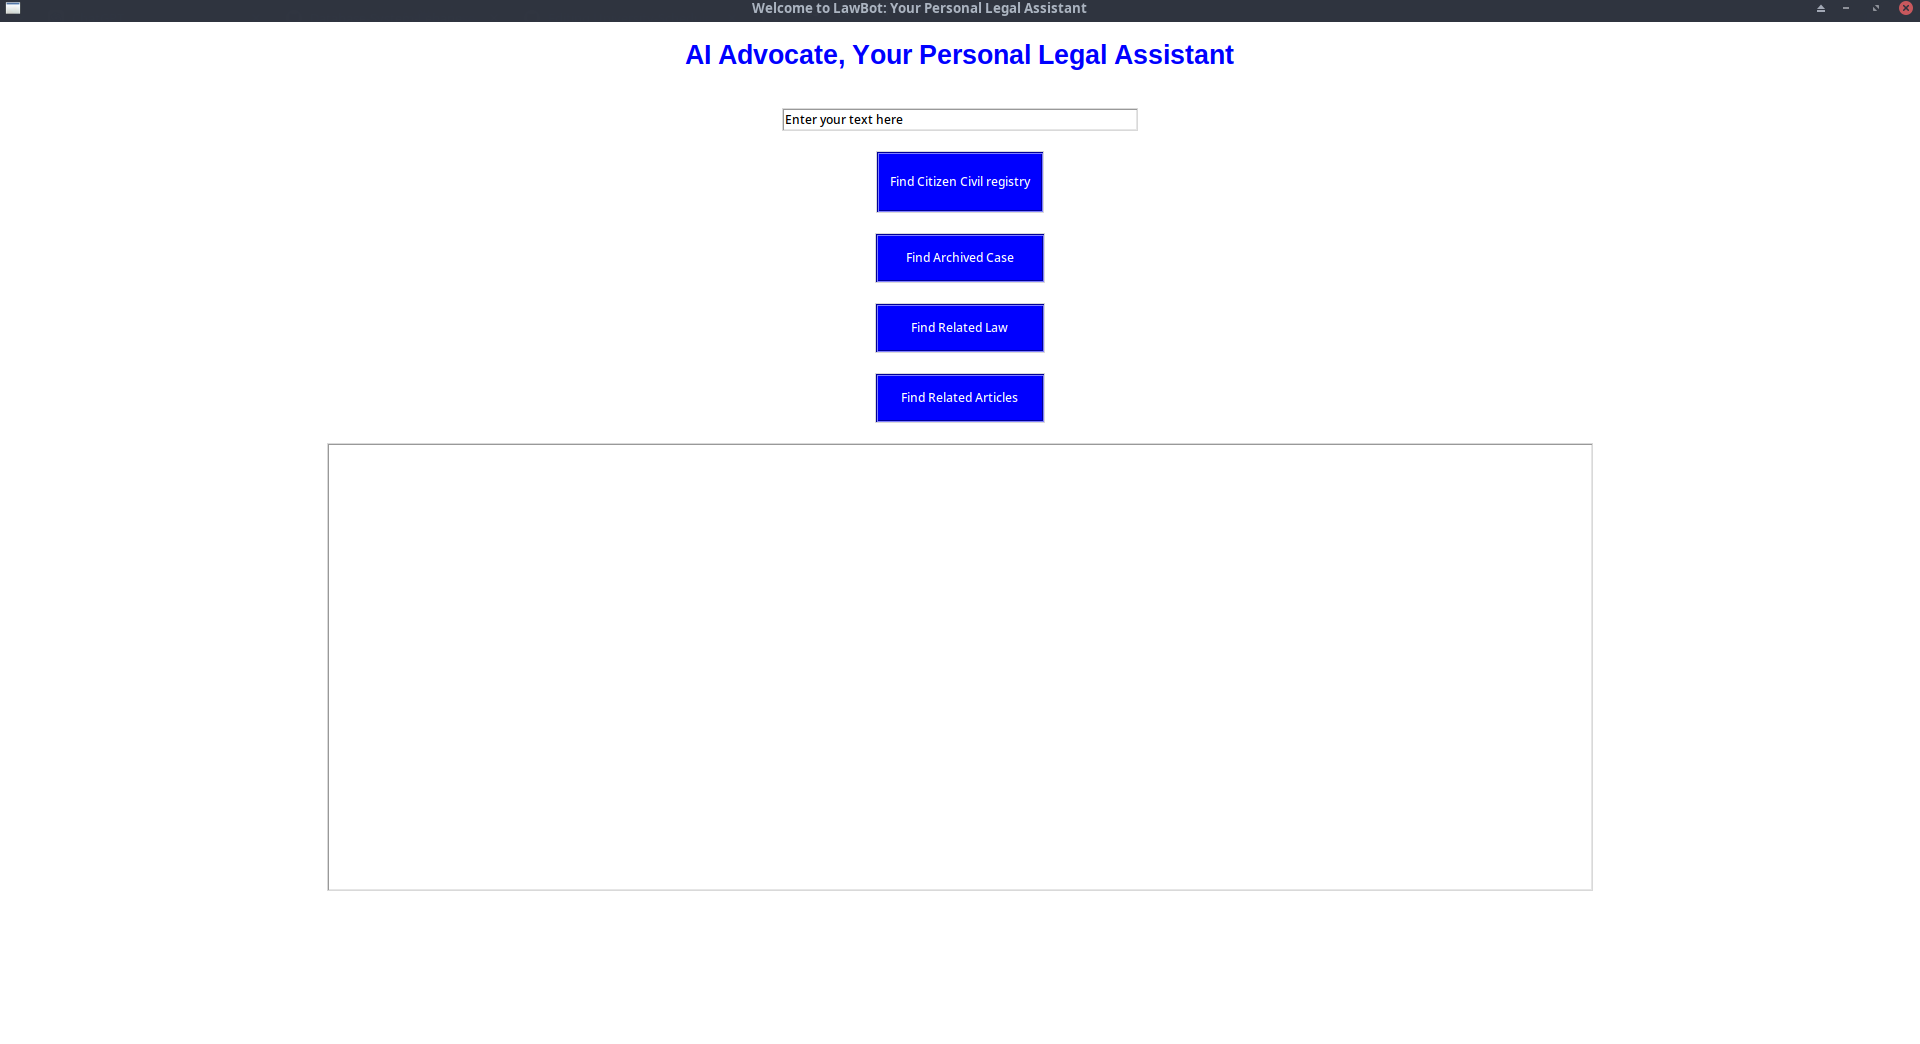 Welcome to LawBot: Your Personal Legal Assistant
AI Advocate, Your Personal Legal Assistant
Enter your text here
Find Citizen Civil registry
Find Archived Case
Find Related Law
Find Related Articles